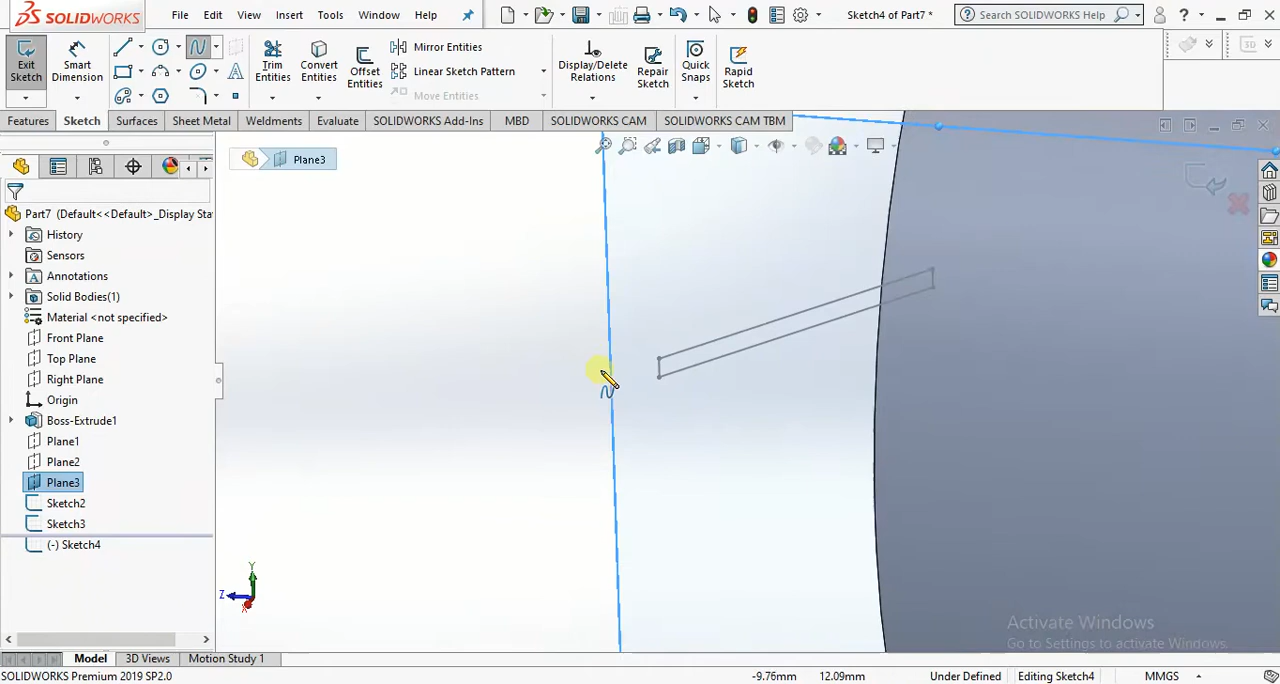 SOLIDWORKS
File
Edit
View
Insert
Tools
Window
Help
Sketch4 of Part7 *
Search SOLIDWORKS Help
?
Exit Sketch
Smart Dimension
Trim Entities
Convert Entities
Offset Entities
Mirror Entities
Linear Sketch Pattern
Move Entities
Display/Delete Relations
Repair Sketch
Quick Snaps
Rapid Sketch
3D
Features
Sketch
Surfaces
Sheet Metal
Weldments
Evaluate
SOLIDWORKS Add-Ins
MBD
SOLIDWORKS CAM
SOLIDWORKS CAM TBM
Plane3
Part7 (Default<<Default>_Display Sta
History
Sensors
Annotations
Solid Bodies(1)
Material <not specified>
Front Plane
Top Plane
Right Plane
Origin
Boss-Extrude1
Plane1
Plane2
Plane3
Sketch2
Sketch3
(-) Sketch4
Y
Z
X
Activate Windows
Go to Settings to activate Windows.
Model
3D Views
Motion Study 1
SOLIDWORKS Premium 2019 SP2.0
-9.76mm
12.09mm
Under Defined
Editing Sketch4
MMGS